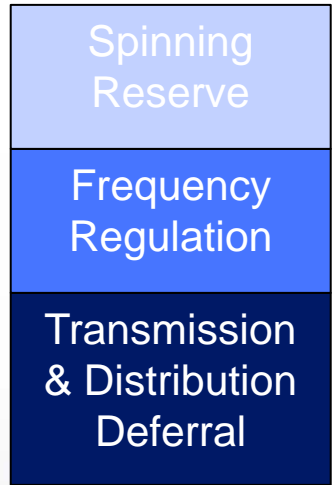 Spinning
Reserve
Frequency
Regulation
Transmission
& Distribution
Deferral